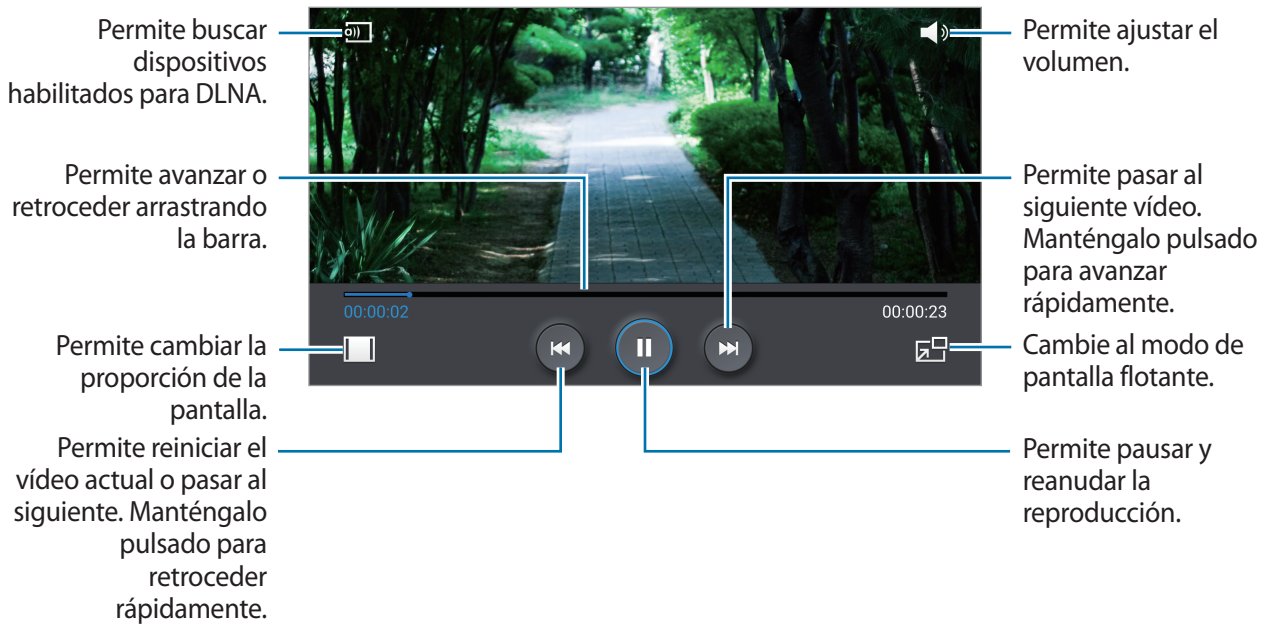 Permite buscar
dispositivos
habilitados para DLNA.
Permite ajustar el
volumen.
Permite avanzar o
retroceder arrastrando
la barra.
Permite pasar al
siguiente vídeo.
Manténgalo pulsado
para avanzar
rápidamente.
00:00:02
00:00:23
Permite cambiar la
proporción de la
pantalla.
Cambie al modo de
pantalla flotante.
Permite reiniciar el
vídeo actual o pasar al
siguiente. Manténgalo
pulsado para
retroceder
rápidamente.
Permite pausar y
reanudar la
reproducción.